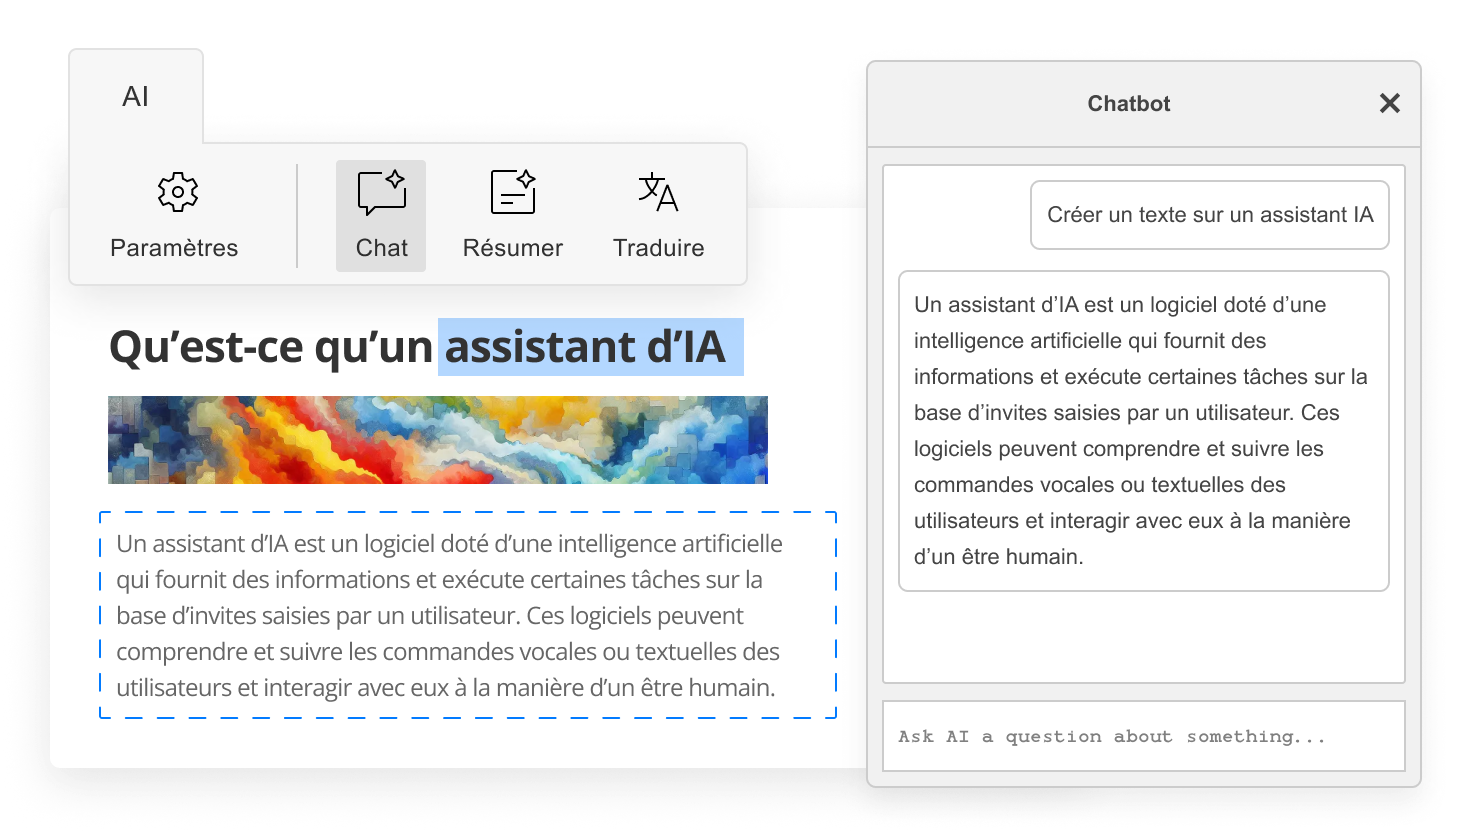 AI
Paramètres
Chat
Résumer
Traduire
Qu’est-ce qu’un assistant d’IA
Un assistant d’IA est un logiciel doté d’une intelligence artificielle
qui fournit des informations et exécute certaines tâches sur la
base d’invites saisies par un utilisateur. Ces logiciels peuvent
comprendre et suivre les commandes vocales ou textuelles des
utilisateurs et interagir avec eux à la manière d’un être humain.
Chatbot
Créer un texte sur un assistant IA
Un assistant d’IA est un logiciel doté d’une
intelligence artificielle qui fournit des
informations et exécute certaines tâches sur la
base d’invites saisies par un utilisateur. Ces
logiciels peuvent comprendre et suivre les
commandes vocales ou textuelles des
utilisateurs et interagir avec eux à la manière
d’un être humain.
Ask AI a question about something...